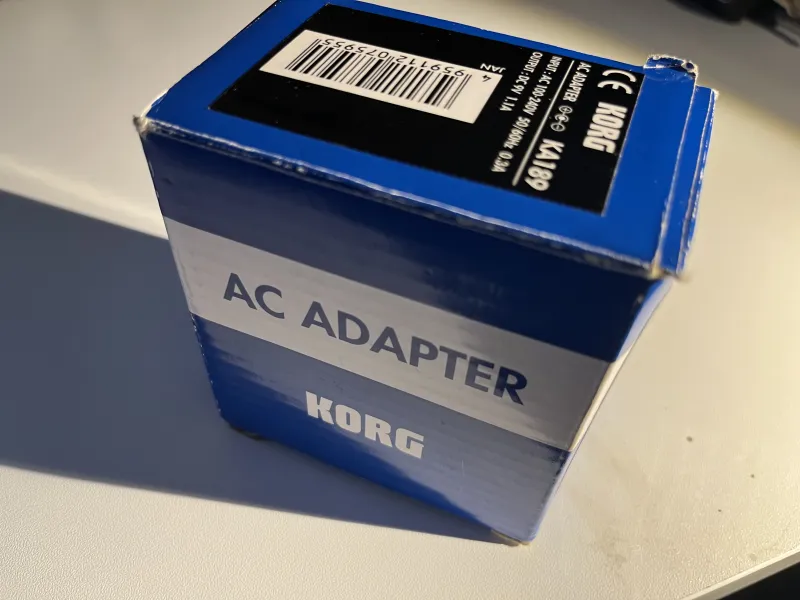 KORG
AC ADAPTER KA189
INPUT : AC 100-240V 50/60Hz 0.3A
OUTPUT : DC 9V 1.1A
JAN
4 959112 075955
AC ADAPTER
KORG